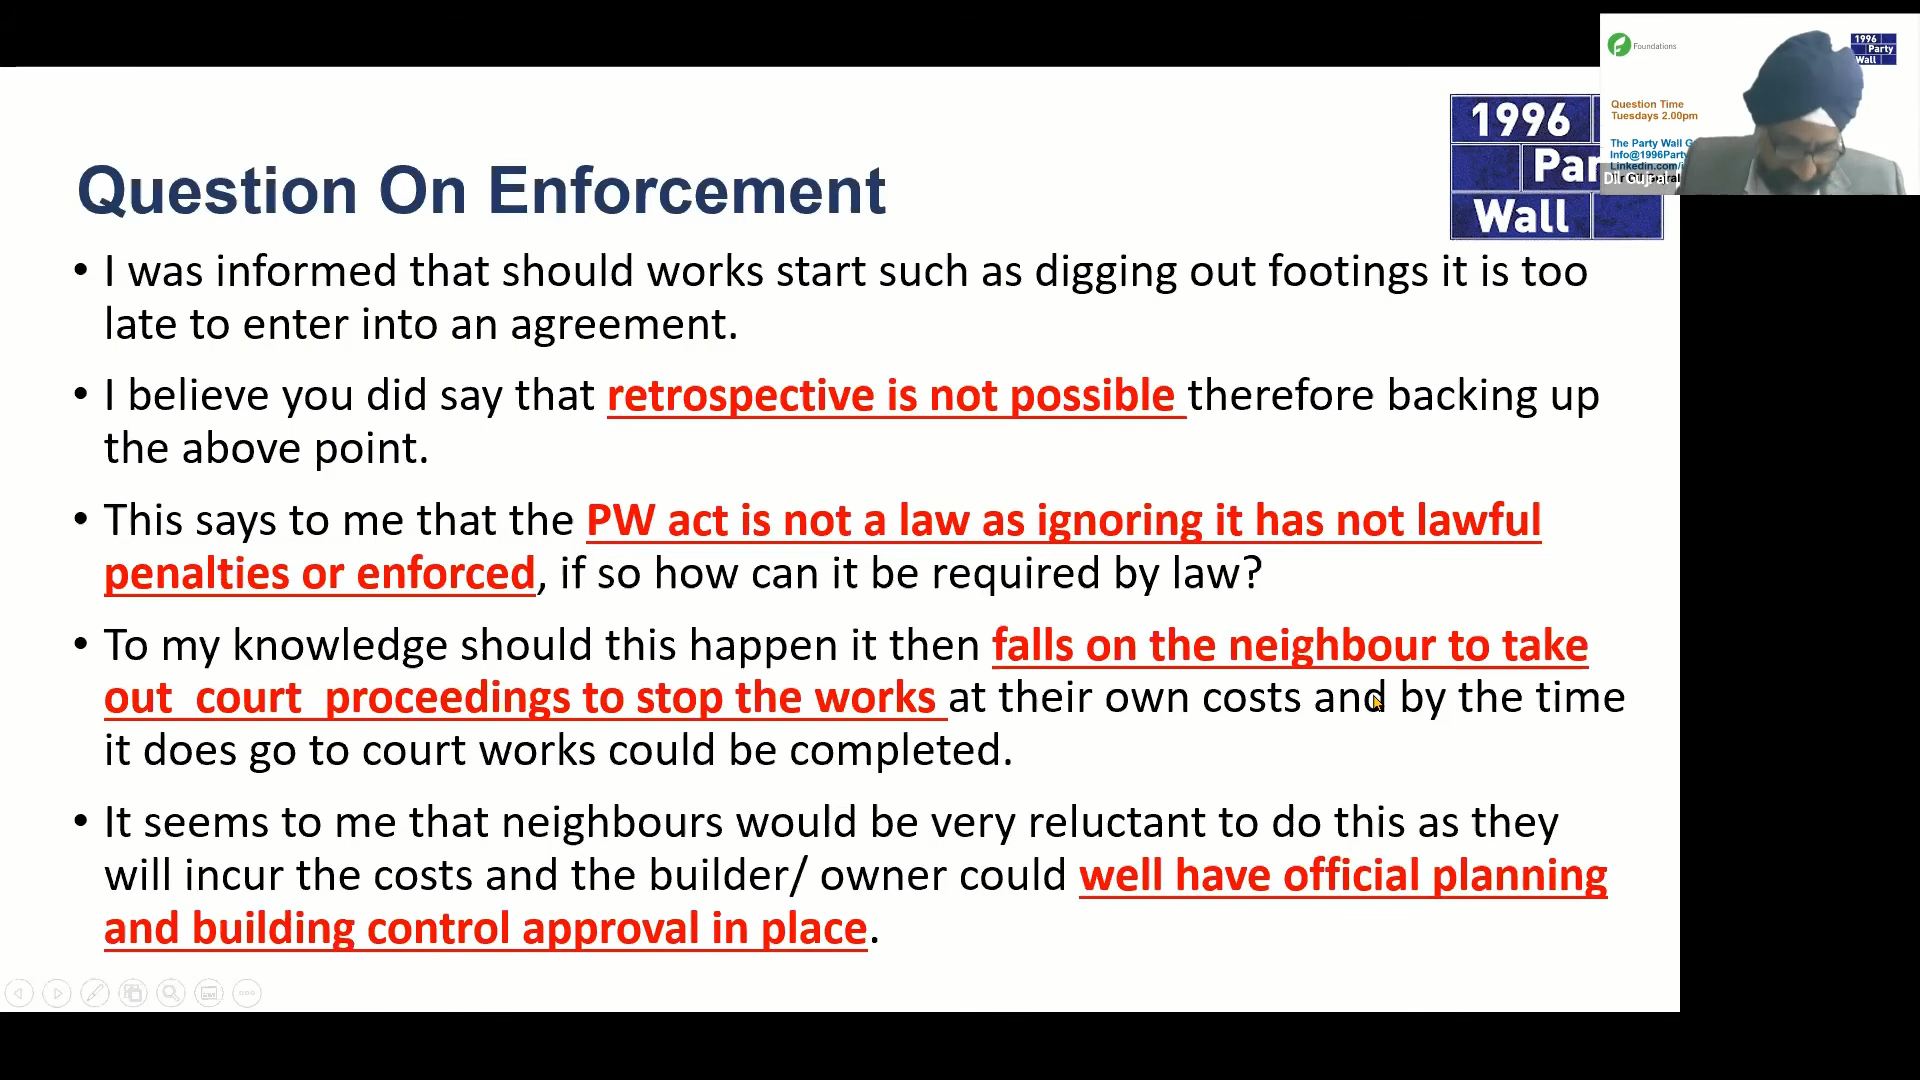 Question On Enforcement
• I was informed that should works start such as digging out footings it is too
late to enter into an agreement.
• I believe you did say that retrospective is not possible therefore backing up
the above point.
• This says to me that the PW act is not a law as ignoring it has not lawful
penalties or enforced, if so how can it be required by law?
• To my knowledge should this happen it then falls on the neighbour to take
out court proceedings to stop the works at their own costs and by the time
it does go to court works could be completed.
• It seems to me that neighbours would be very reluctant to do this as they
will incur the costs and the builder/ owner could well have official planning
and building control approval in place.
1996
Par
Wall
Foundations
1996
Party
Wall
Question Time
Tuesdays 2.00pm
The Party Wall G
Info@1996Party
Linkedin.com/i
Dil Gujral